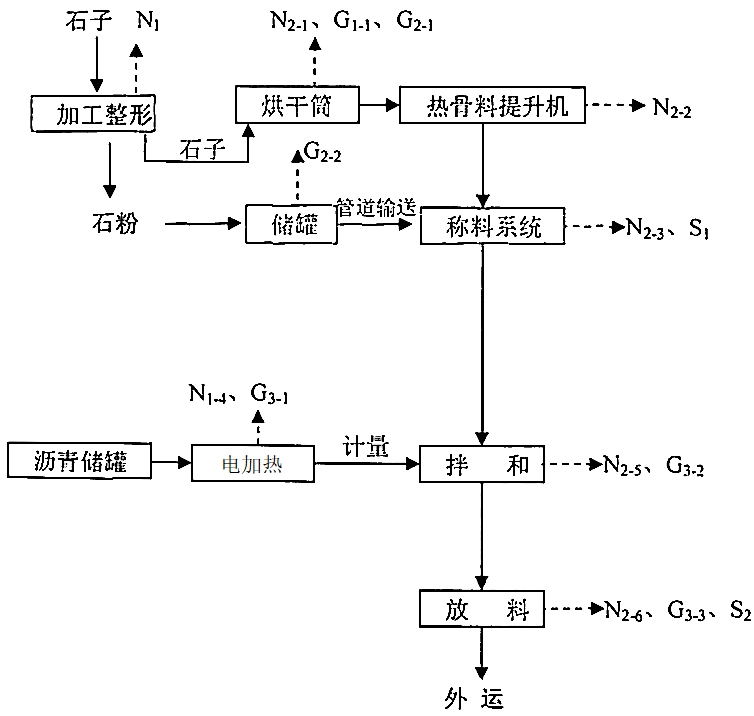 石子 N1 N2-1、G1-1、G2-1
加工整形 烘干筒 热骨料提升机 N2-2
石子
G2-2
石粉 储罐 管道输送 称料系统 N2-3、S1
N1-4、G3-1
沥青储罐 电加热 计量 拌 和 N2-5、G3-2
放 料 N2-6、G3-3、S2
外 运